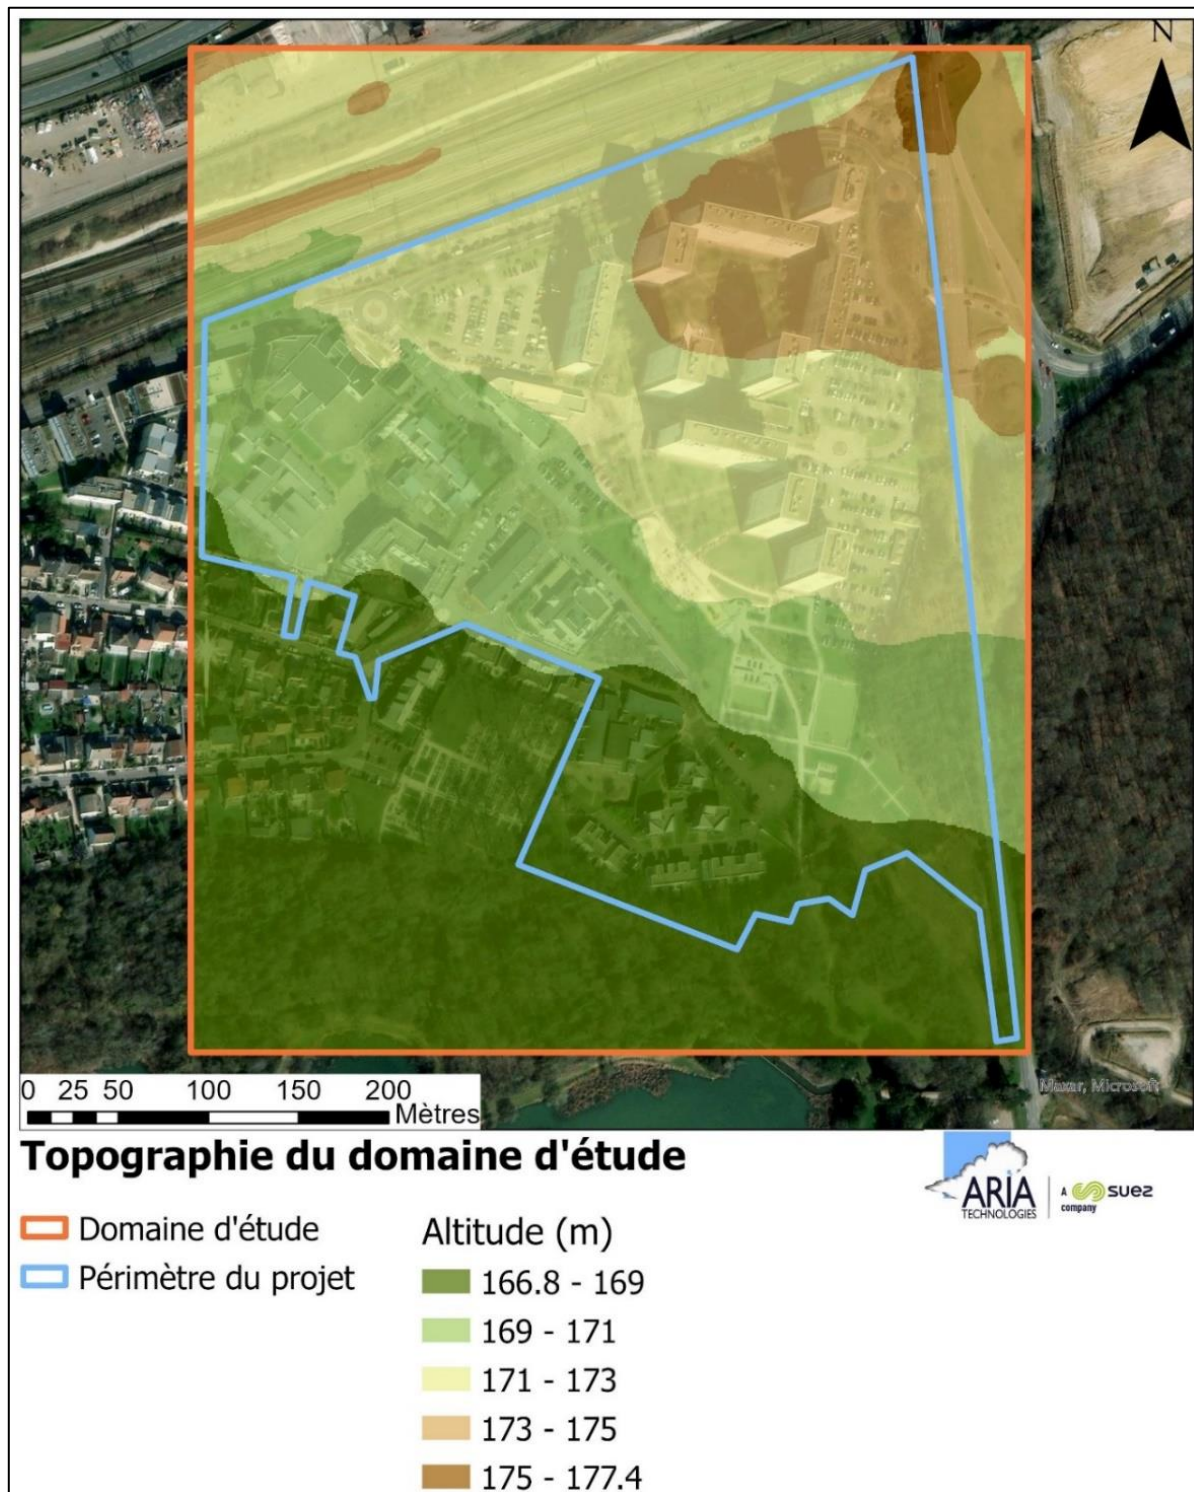 N
Maxar, Microsoft
0 25 50 100 150 200
Mètres
Topographie du domaine d'étude
ARIA
TECHNOLOGIES
A suez
company
Domaine d'étude
Périmètre du projet
Altitude (m)
166.8 - 169
169 - 171
171 - 173
173 - 175
175 - 177.4